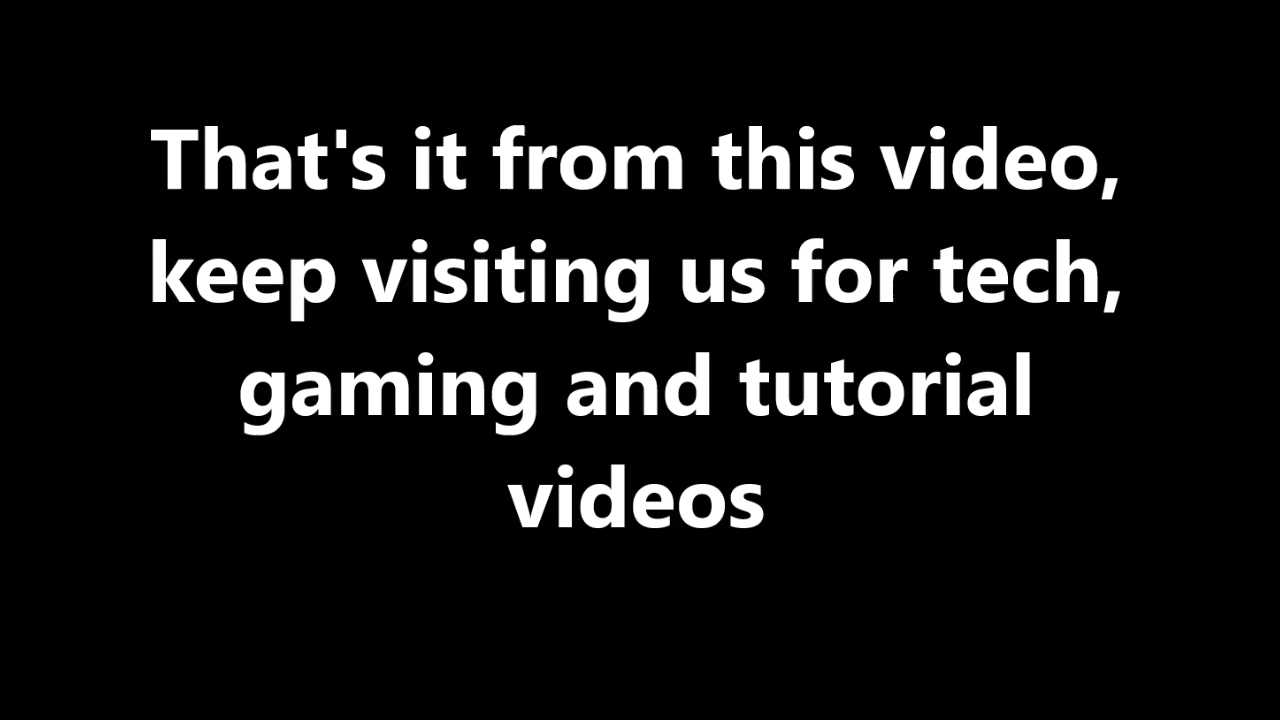 That's it from this video,
keep visiting us for tech,
gaming and tutorial
videos